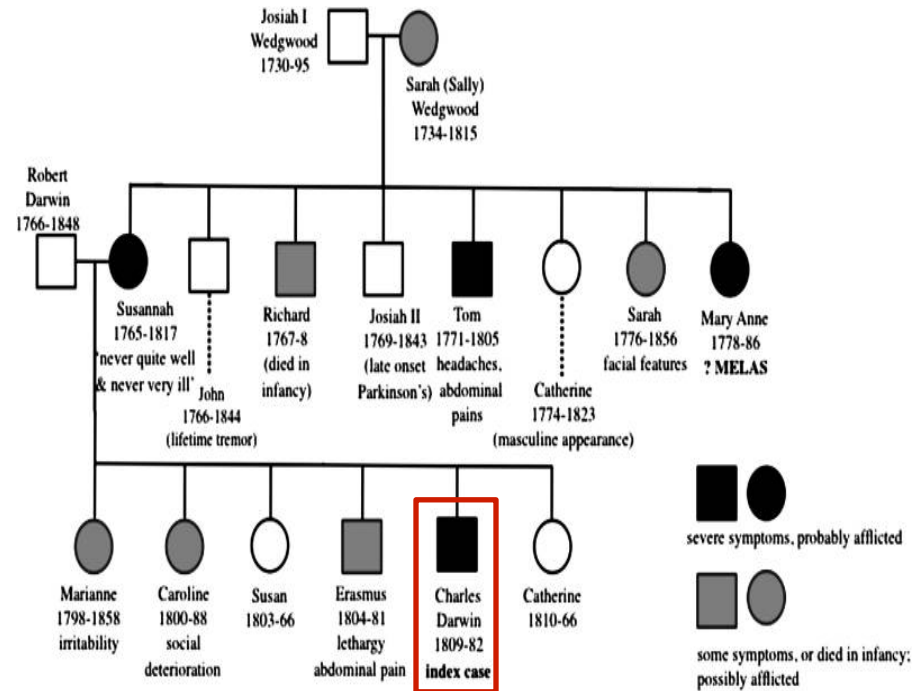 Josiah I
Wedgwood
1730-95
Sarah (Sally)
Wedgwood
1734-1815
Robert
Darwin
1766-1848
Susannah
1765-1817
'never quite well
& never very ill'
John
1766-1844
(lifetime tremor)
Richard
1767-8
(died in
infancy)
Josiah II
1769-1843
(late onset
Parkinson's)
Tom
1771-1805
headaches,
abdominal
pains
Catherine
1774-1823
(masculine appearance)
Sarah
1776-1856
facial features
Mary Anne
1778-86
? MELAS
Marianne
1798-1858
irritability
Caroline
1800-88
social
deterioration
Susan
1803-66
Erasmus
1804-81
lethargy
abdominal pain
Charles
Darwin
1809-82
index case
Catherine
1810-66
severe symptoms, probably afflicted
some symptoms, or died in infancy;
possibly afflicted